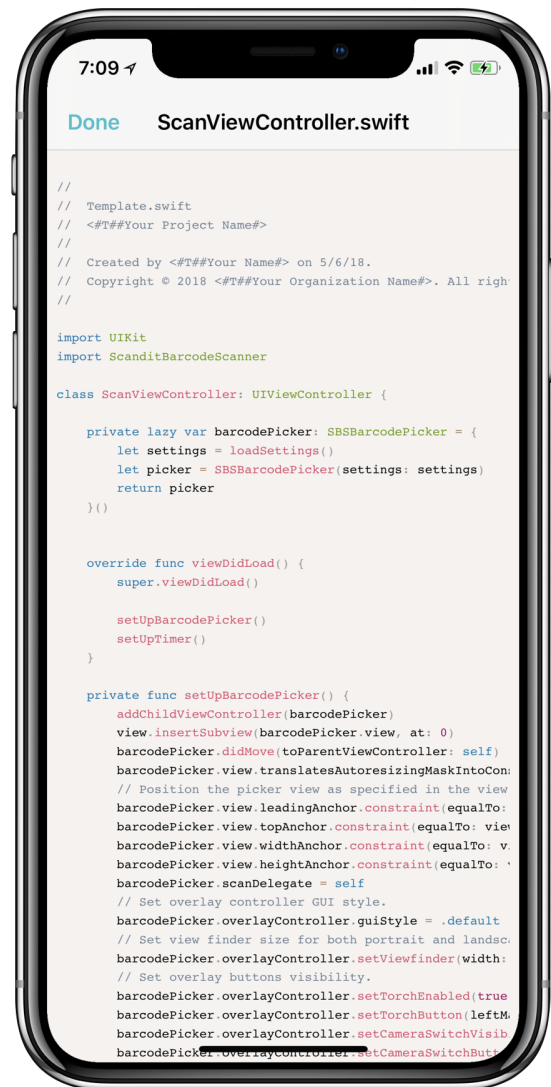 7:09
Done ScanViewController.swift
//
// Template.swift
// <#T##Your Project Name#>
//
// Created by <#T##Your Name#> on 5/6/18.
// Copyright © 2018 <#T##Your Organization Name#>. All righ
//
import UIKit
import ScanditBarcodeScanner
class ScanViewController: UIViewController {
private lazy var barcodePicker: SBSBarcodePicker = {
let settings = loadSettings()
let picker = SBSBarcodePicker(settings: settings)
return picker
}()
override func viewDidLoad() {
super.viewDidLoad()
setUpBarcodePicker()
setUpTimer()
}
private func setUpBarcodePicker() {
addChildViewController(barcodePicker)
view.insertSubview(barcodePicker.view, at: 0)
barcodePicker.didMove(toParentViewController: self)
barcodePicker.view.translatesAutoresizingMaskIntoCons
// Position the picker view as specified in the view
barcodePicker.view.leadingAnchor.constraint(equalTo:
barcodePicker.view.topAnchor.constraint(equalTo: view
barcodePicker.view.widthAnchor.constraint(equalTo: v
barcodePicker.view.heightAnchor.constraint(equalTo:
barcodePicker.scanDelegate = self
// Set overlay controller GUI style.
barcodePicker.overlayController.guiStyle = .default
// Set view finder size for both portrait and landsca
barcodePicker.overlayController.setViewfinder(width:
// Set overlay buttons visibility.
barcodePicker.overlayController.setTorchEnabled(true
barcodePicker.overlayController.setTorchButton(leftMa
barcodePicker.overlayController.setCameraSwitchVisib
barcodePicker.overlayController.setCameraSwitchButt